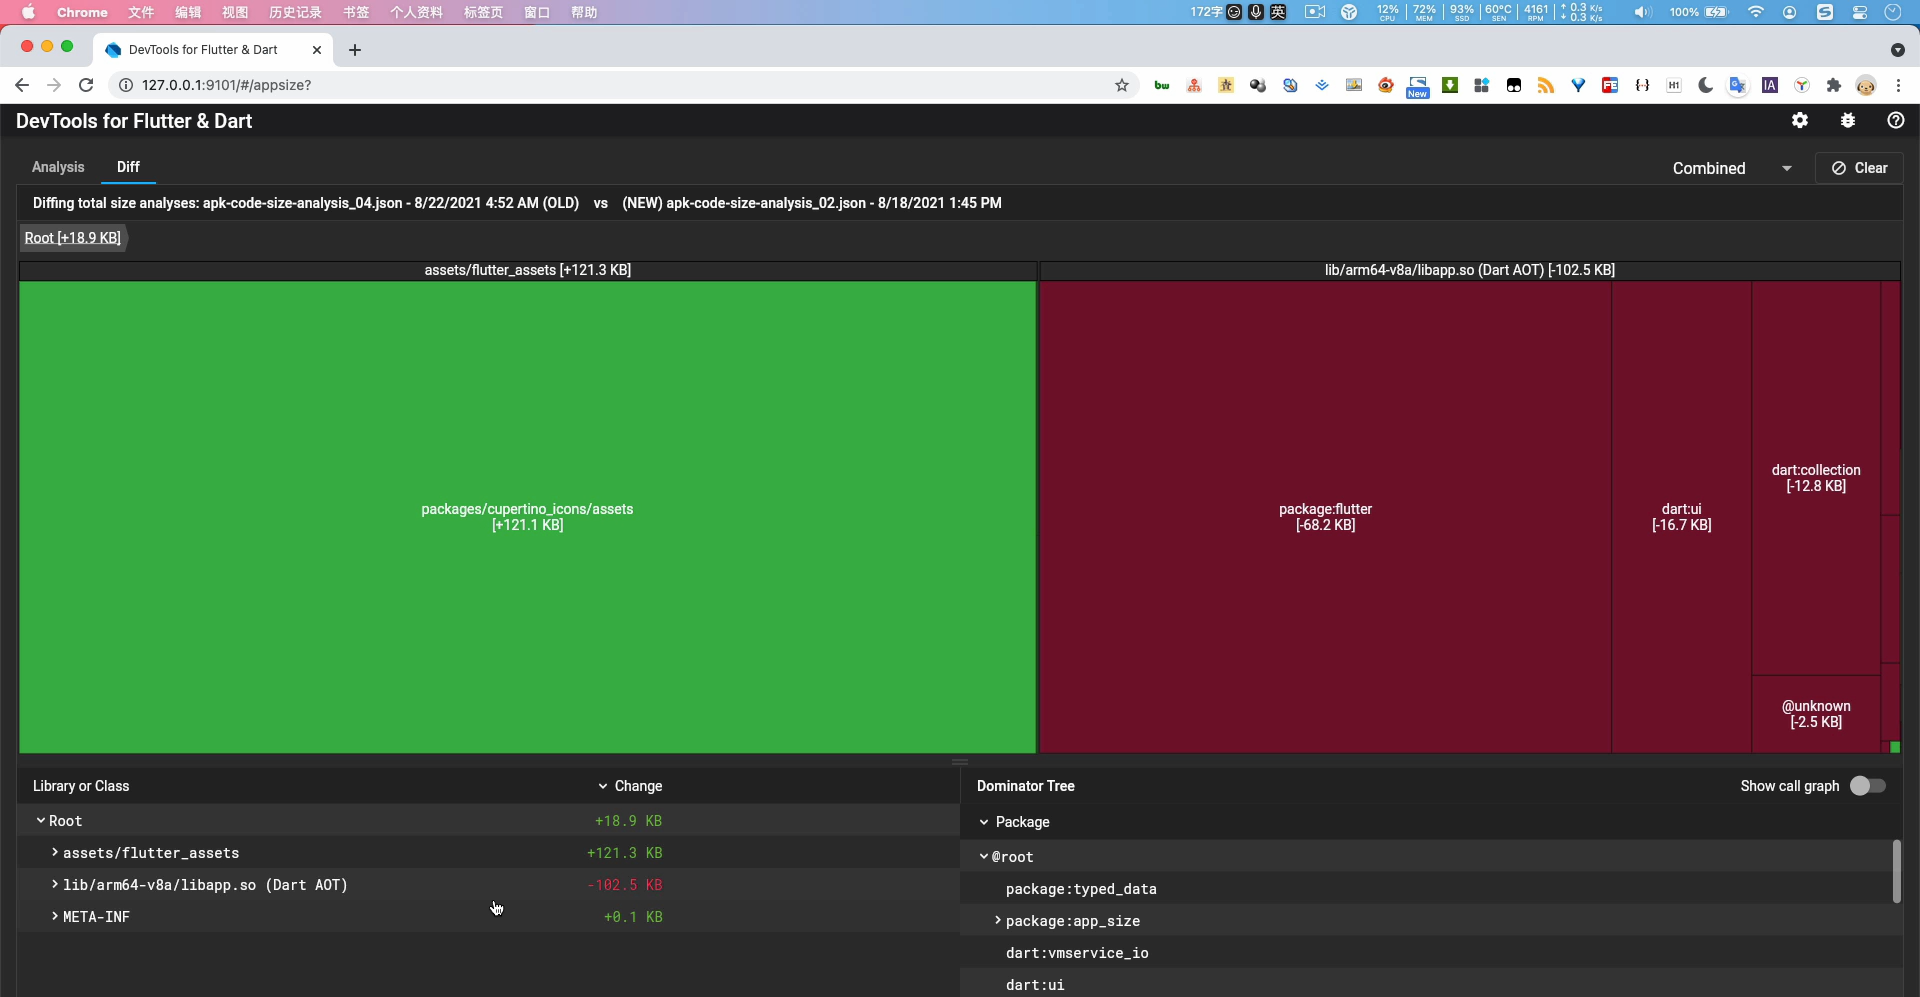 Chrome 文件 编辑 视图 历史记录 书签 个人资料 标签页 窗口 帮助 172字 英 12% CPU 72% MEM 93% SSD 60°C SEN 4161 RPM 0.3 K/s 0.3 K/s 100%
DevTools for Flutter & Dart
127.0.0.1:9101/#/appsize?
bw New FE {··} H1 IA
DevTools for Flutter & Dart
Analysis Diff Combined Clear
Diffing total size analyses: apk-code-size-analysis_04.json - 8/22/2021 4:52 AM (OLD) vs (NEW) apk-code-size-analysis_02.json - 8/18/2021 1:45 PM
Root [+18.9 KB]
assets/flutter_assets [+121.3 KB] lib/arm64-v8a/libapp.so (Dart AOT) [-102.5 KB]
packages/cupertino_icons/assets
[+121.1 KB]
package:flutter
[-68.2 KB]
dart:ui
[-16.7 KB]
dart:collection
[-12.8 KB]
@unknown
[-2.5 KB]
Library or Class Change
Root +18.9 KB
assets/flutter_assets +121.3 KB
lib/arm64-v8a/libapp.so (Dart AOT) -102.5 KB
META-INF +0.1 KB
Dominator Tree Show call graph
Package
@root
package:typed_data
package:app_size
dart:vmservice_io
dart:ui